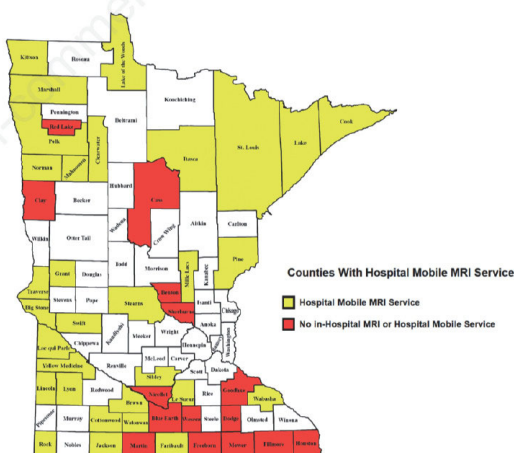 Kittson
Roseau
Lake of the Woods
Marshall
Koochiching
Pennington
Red Lake
Polk
Beltrami
Clearwater
St. Louis
Lake
Cook
Itasca
Norman
Mahnomen
Hubbard
Cass
Clay
Becker
Wadena
Crow Wing
Aitkin
Carlton
Wilkin
Otter Tail
Todd
Morrison
Mille Lacs
Kanabec
Pine
Grant
Douglas
Traverse
Stevens
Pope
Stearns
Benton
Sherburne
Isanti
Chisago
Big Stone
Swift
Kandiyohi
Meeker
Wright
Anoka
Hennepin
Washington
Chippewa
Lac qui Parle
Renville
McLeod
Carver
Scott
Dakota
Yellow Medicine
Sibley
Lincoln
Lyon
Redwood
Brown
Nicollet
Le Sueur
Rice
Goodhue
Wabasha
Pipestone
Murray
Cottonwood
Watonwan
Blue Earth
Waseca
Steele
Dodge
Olmsted
Winona
Rock
Nobles
Jackson
Martin
Faribault
Freeborn
Mower
Fillmore
Houston
Counties With Hospital Mobile MRI Service
Hospital Mobile MRI Service
No in-Hospital MRI or Hospital Mobile Service